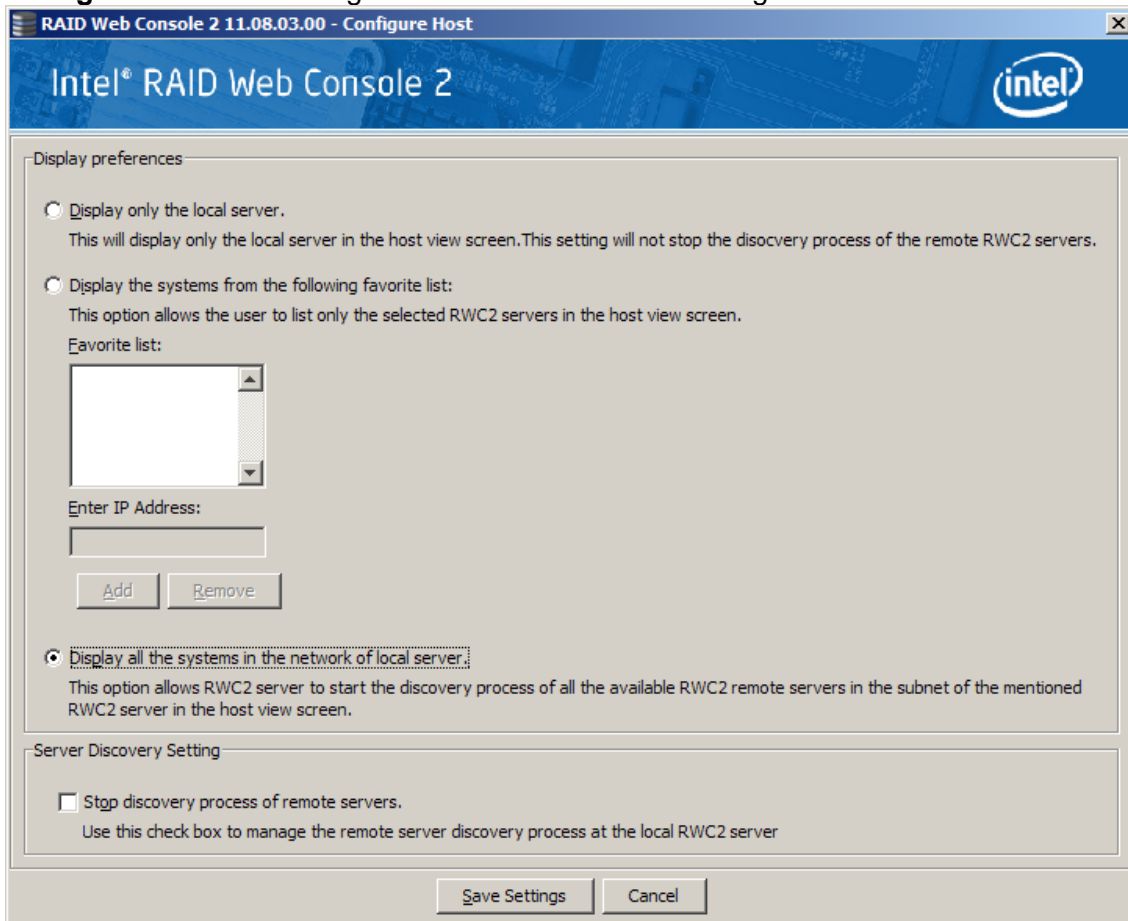 RAID Web Console 2 11.08.03.00 - Configure Host
Intel® RAID Web Console 2
intel
Display preferences
Display only the local server.
This will display only the local server in the host view screen.This setting will not stop the disocvery process of the remote RWC2 servers.
Display the systems from the following favorite list:
This option allows the user to list only the selected RWC2 servers in the host view screen.
Favorite list:
Enter IP Address:
Add Remove
Display all the systems in the network of local server.
This option allows RWC2 server to start the discovery process of all the available RWC2 remote servers in the subnet of the mentioned
RWC2 server in the host view screen.
Server Discovery Setting
Stop discovery process of remote servers.
Use this check box to manage the remote server discovery process at the local RWC2 server
Save Settings Cancel